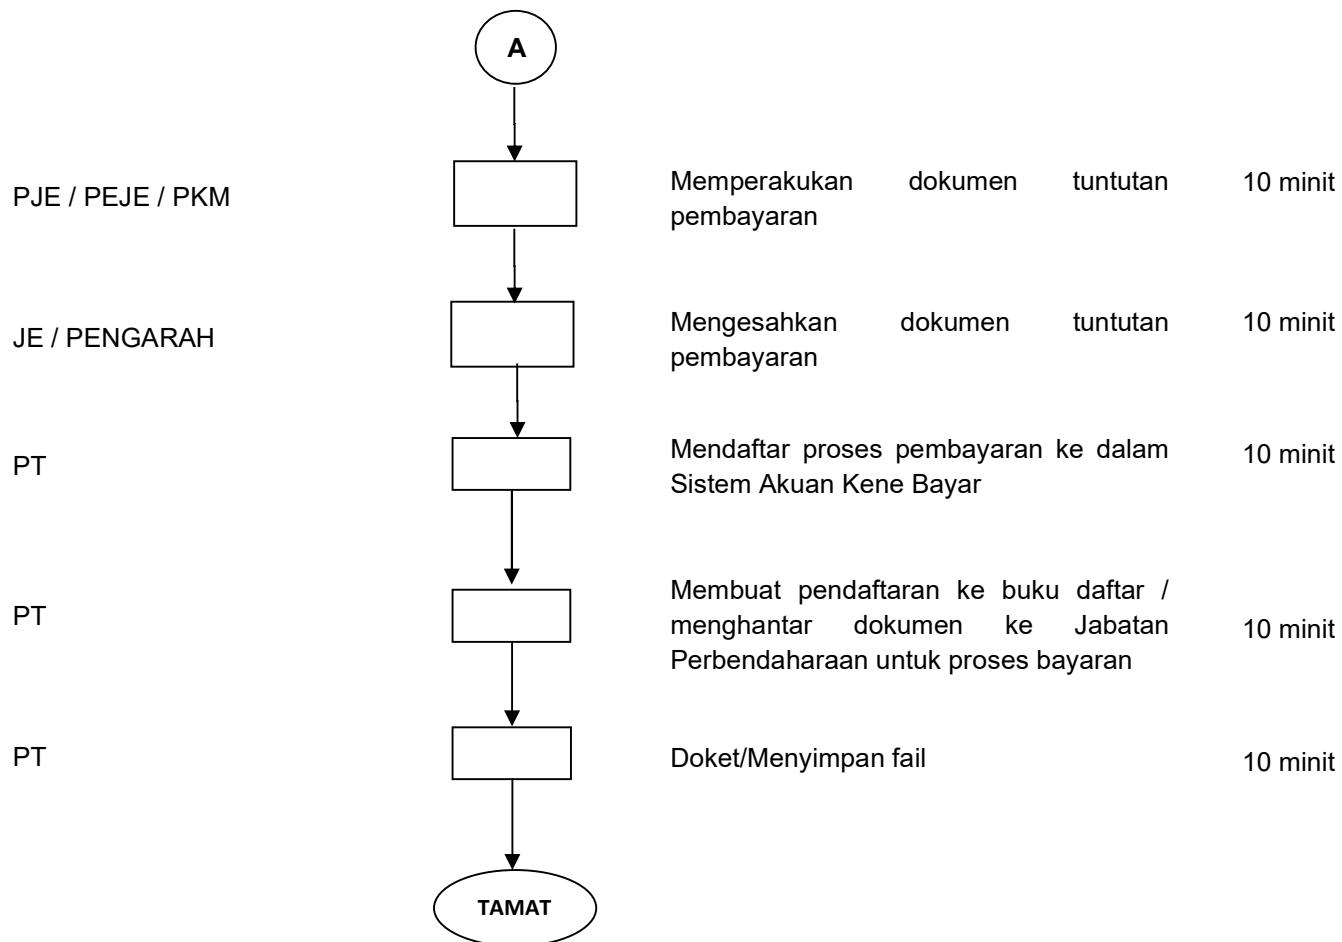 A
PJE / PEJE / PKM
Memperakukan dokumen tuntutan
pembayaran
10 minit
JE / PENGARAH
Mengesahkan dokumen tuntutan
pembayaran
10 minit
PT
Mendaftar proses pembayaran ke dalam
Sistem Akuan Kene Bayar
10 minit
PT
Membuat pendaftaran ke buku daftar /
menghantar dokumen ke Jabatan
Perbendaharaan untuk proses bayaran
10 minit
PT
Doket/Menyimpan fail
10 minit
TAMAT